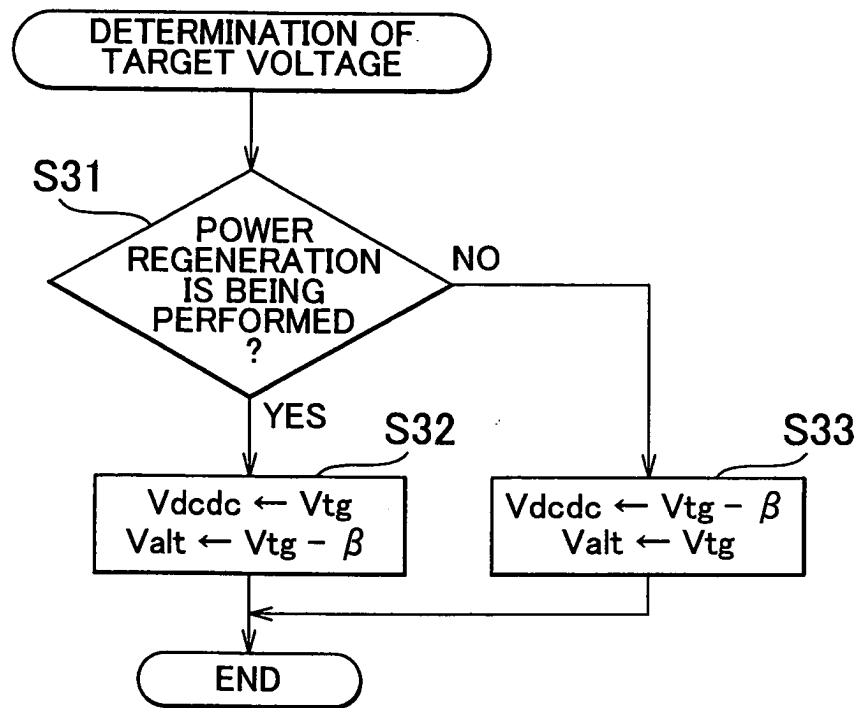 DETERMINATION OF
TARGET VOLTAGE
S31
POWER
REGENERATION
IS BEING
PERFORMED
?
NO
YES
S32
Vdcdc ← Vtg
Valt ← Vtg - β
S33
Vdcdc ← Vtg - β
Valt ← Vtg
END